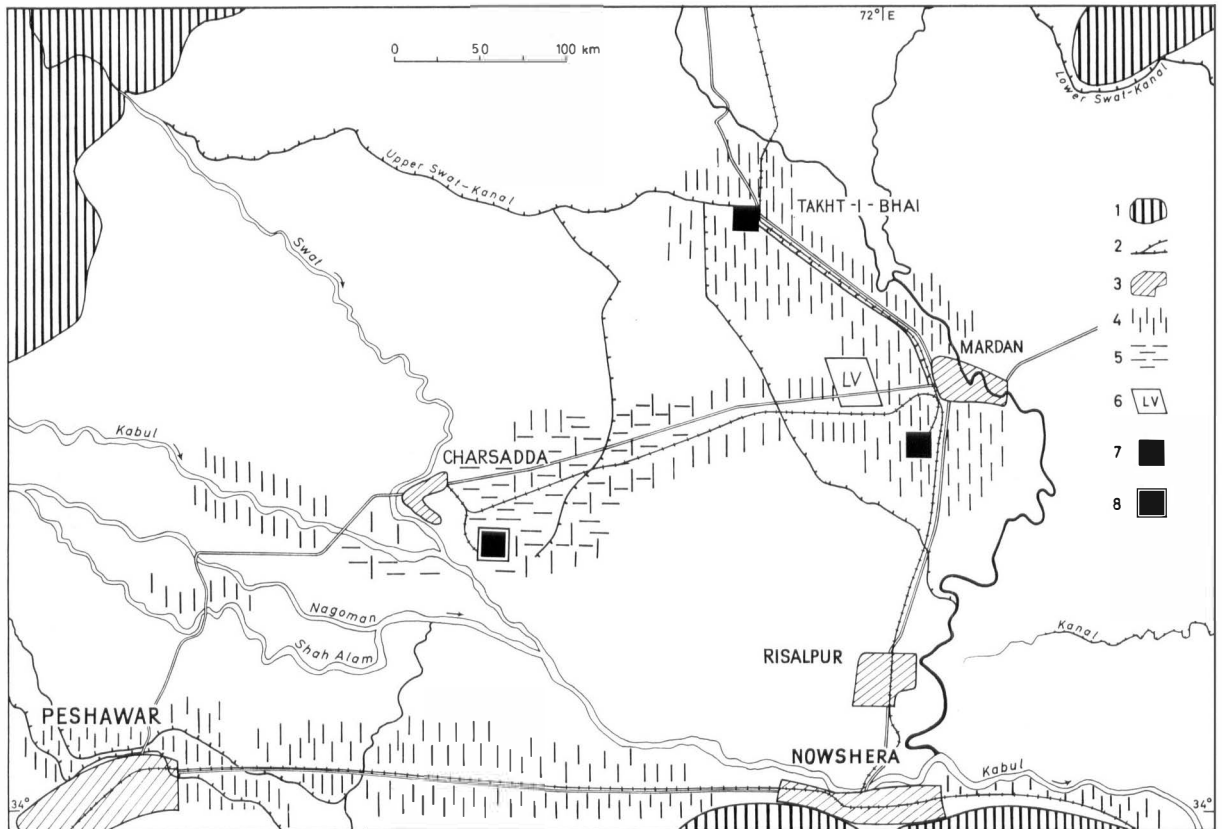 72° E
0 50 100 km
Lower Swat-Kanal
Upper Swat-Kanal
TAKHT-I-BHAI
1
Swat
2
3
4
MARDAN
5
LV
6 LV
Kabul
CHARSADDA
7
8
Nagoman
Shah Alam
Kanal
RISALPUR
PESHAWAR
NOWSHERA
Kabul
34°
34°